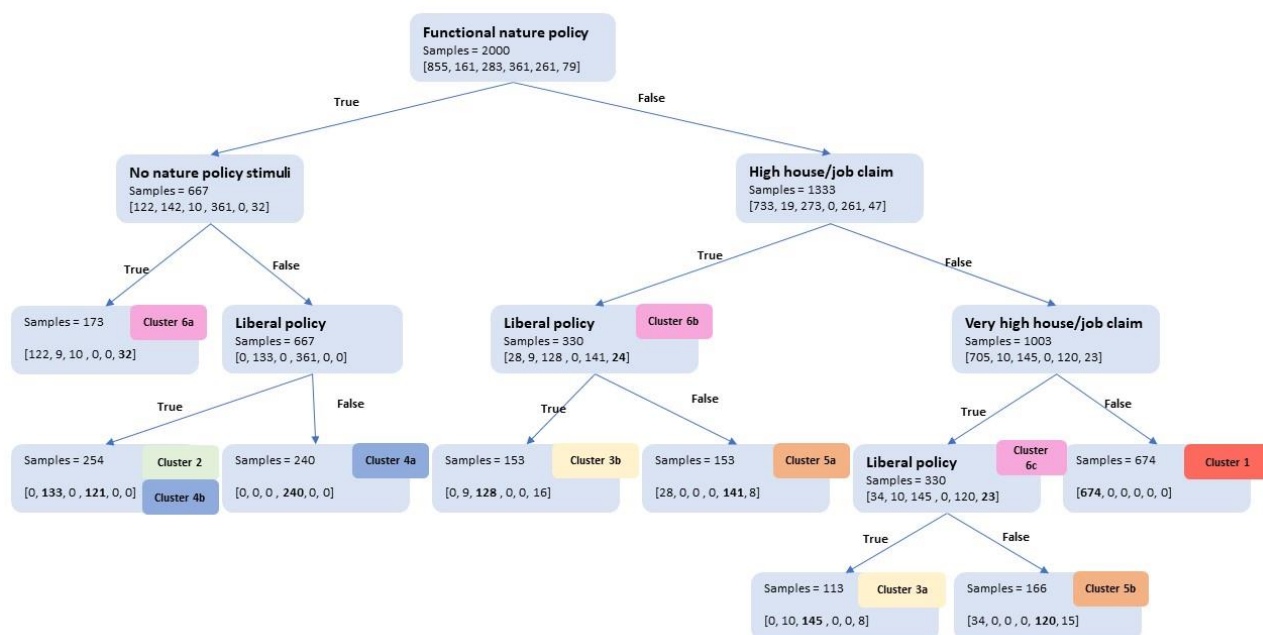 Functional nature policy
Samples = 2000
[855, 161, 283, 361, 261, 79]
True
False
No nature policy stimuli
Samples = 667
[122, 142, 10 , 361, 0, 32]
High house/job claim
Samples = 1333
[733, 19, 273, 0, 261, 47]
True
False
True
False
Samples = 173
Cluster 6a
[122, 9, 10 , 0, 0, 32]
Liberal policy
Samples = 667
[0, 133, 0 , 361, 0, 0]
Liberal policy
Cluster 6b
Samples = 330
[28, 9, 128 , 0, 141, 24]
Very high house/job claim
Samples = 1003
[705, 10, 145, 0, 120, 23]
True
False
True
False
True
False
Samples = 254
Cluster 2
[0, 133, 0 , 121, 0, 0]
Cluster 4b
Samples = 240
Cluster 4a
[0, 0, 0 , 240, 0, 0]
Samples = 153
Cluster 3b
[0, 9, 128 , 0, 0, 16]
Samples = 153
Cluster 5a
[28, 0, 0 , 0, 141, 8]
Liberal policy
Cluster
6c
Samples = 330
[34, 10, 145 , 0, 120, 23]
Samples = 674
Cluster 1
[674, 0, 0, 0, 0, 0]
True
False
Samples = 113
Cluster 3a
[0, 10, 145 , 0, 0, 8]
Samples = 166
Cluster 5b
[34, 0, 0 , 0, 120, 15]